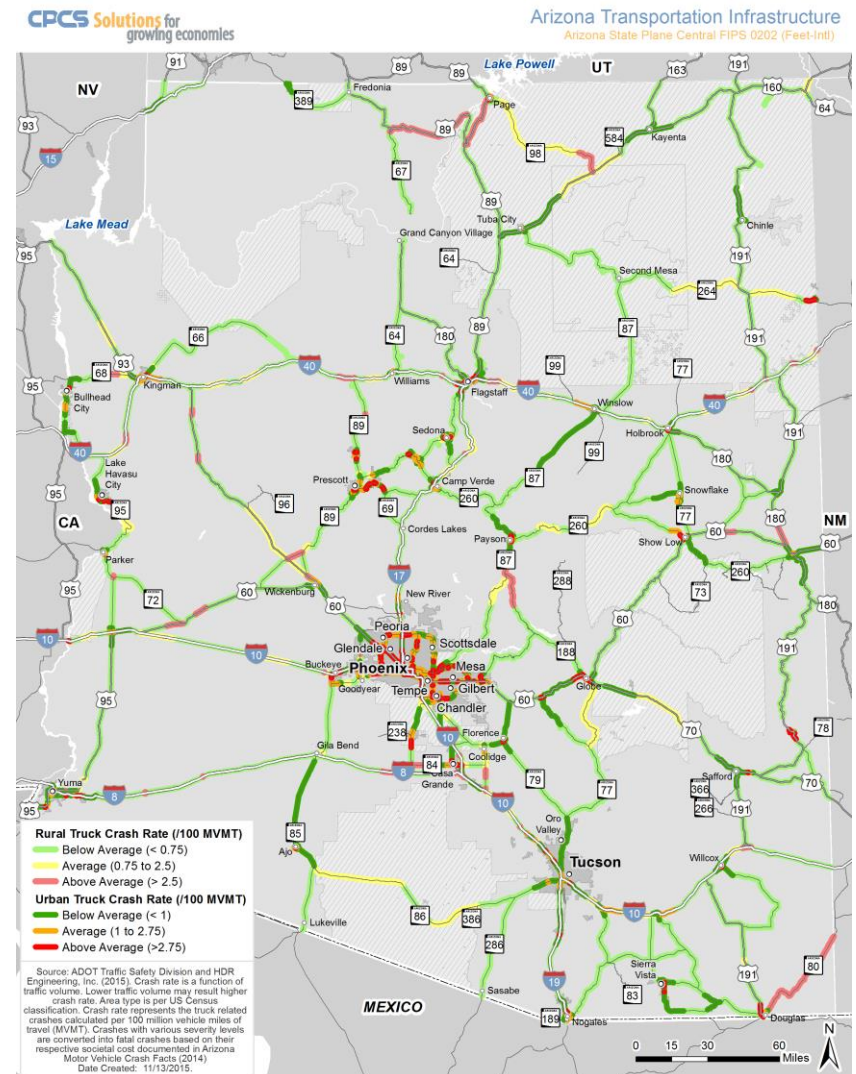 CPCS Solutions for
growing economies
Arizona Transportation Infrastructure
Arizona State Plane Central FIPS 0202 (Feet-Intl)
91
89
Lake Powell
UT
163
191
NV
389
Fredonia
89
Page
160
64
93
89
584
Kayenta
15
98
67
Lake Mead
89
Tuba City
Chinle
95
Grand Canyon Village
64
Second Mesa
191
264
66
87
93
64
180
89
191
68
99
77
95
Kingman
40
Williams
Flagstaff
40
Winslow
40
Bullhead
City
89
Sedona
Holbrook
191
40
99
180
Lake
Havasu
City
Prescott
Camp Verde
87
Snowflake
95
95
96
69
260
77
180
CA
89
Cordes Lakes
Payson
260
60
NM
Parker
87
Show Low
60
95
17
288
73
260
72
60
Wickenburg
New River
180
60
60
10
Peoria
Scottsdale
188
191
10
Glendale
Buckeye
Phoenix
Mesa
Goodyear
Tempe
Gilbert
60
Globe
95
Chandler
70
238
10
Florence
78
Gila Bend
84
Coolidge
Safford
70
Yuma
8
8
Casa
Grande
79
366
266
95
77
191
10
Oro
Valley
85
Willcox
Ajo
Tucson
86
386
10
Lukeville
286
Sierra
Vista
191
80
Sasabe
19
83
MEXICO
189
Nogales
Douglas
Rural Truck Crash Rate (/100 MVMT)
Below Average (< 0.75)
Average (0.75 to 2.5)
Above Average (> 2.5)
Urban Truck Crash Rate (/100 MVMT)
Below Average (< 1)
Average (1 to 2.75)
Above Average (>2.75)
Source: ADOT Traffic Safety Division and HDR
Engineering, Inc. (2015). Crash rate is a function of
traffic volume. Lower traffic volume may result higher
crash rate. Area type is per US Census
classification. Crash rate represents the truck related
crashes calculated per 100 million vehicle miles of
travel (MVMT). Crashes with various severity levels
are converted into fatal crashes based on their
respective societal cost documented in Arizona
Motor Vehicle Crash Facts (2014)
Date Created: 11/13/2015.
N
0 15 30 60
Miles